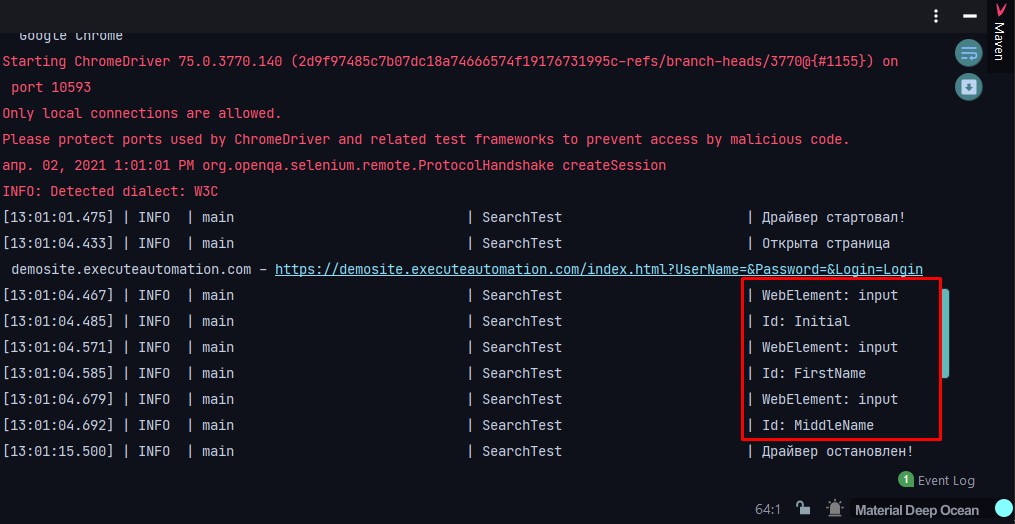 Google Chrome
Starting ChromeDriver 75.0.3770.140 (2d9f97485c7b07dc18a74666574f19176731995c-refs/branch-heads/3770@{#1155}) on
port 10593
Only local connections are allowed.
Please protect ports used by ChromeDriver and related test frameworks to prevent access by malicious code.
апр. 02, 2021 1:01:01 PM org.openqa.selenium.remote.ProtocolHandshake createSession
INFO: Detected dialect: W3C
[13:01:01.475] | INFO | main | SearchTest | Драйвер стартовал!
[13:01:04.433] | INFO | main | SearchTest | Открыта страница
demosite.executeautomation.com – https://demosite.executeautomation.com/index.html?UserName=&Password=&Login=Login
[13:01:04.467] | INFO | main | SearchTest | WebElement: input
[13:01:04.485] | INFO | main | SearchTest | Id: Initial
[13:01:04.571] | INFO | main | SearchTest | WebElement: input
[13:01:04.585] | INFO | main | SearchTest | Id: FirstName
[13:01:04.679] | INFO | main | SearchTest | WebElement: input
[13:01:04.692] | INFO | main | SearchTest | Id: MiddleName
[13:01:15.500] | INFO | main | SearchTest | Драйвер остановлен!
Maven
1 Event Log
64:1 Material Deep Ocean